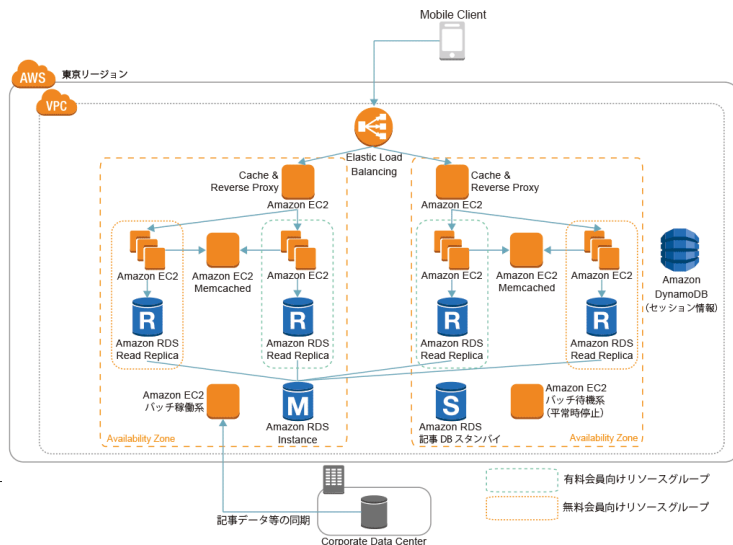 Mobile Client
AWS
東京リージョン
VPC
Elastic Load
Balancing
Cache &
Reverse Proxy
Amazon EC2
Cache &
Reverse Proxy
Amazon EC2
Amazon EC2
Amazon EC2
Memcached
Amazon EC2
Amazon EC2
Amazon EC2
Memcached
Amazon EC2
Amazon
DynamoDB
(セッション情報)
R
Amazon RDS
Read Replica
R
Amazon RDS
Read Replica
R
Amazon RDS
Read Replica
R
Amazon RDS
Read Replica
Amazon EC2
バッチ稼働系
M
Amazon RDS
Instance
S
Amazon RDS
記事 DB スタンバイ
Amazon EC2
バッチ待機系
(平常時停止)
Availability Zone
Availability Zone
記事データ等の同期
Corporate Data Center
有料会員向けリソースグループ
無料会員向けリソースグループ